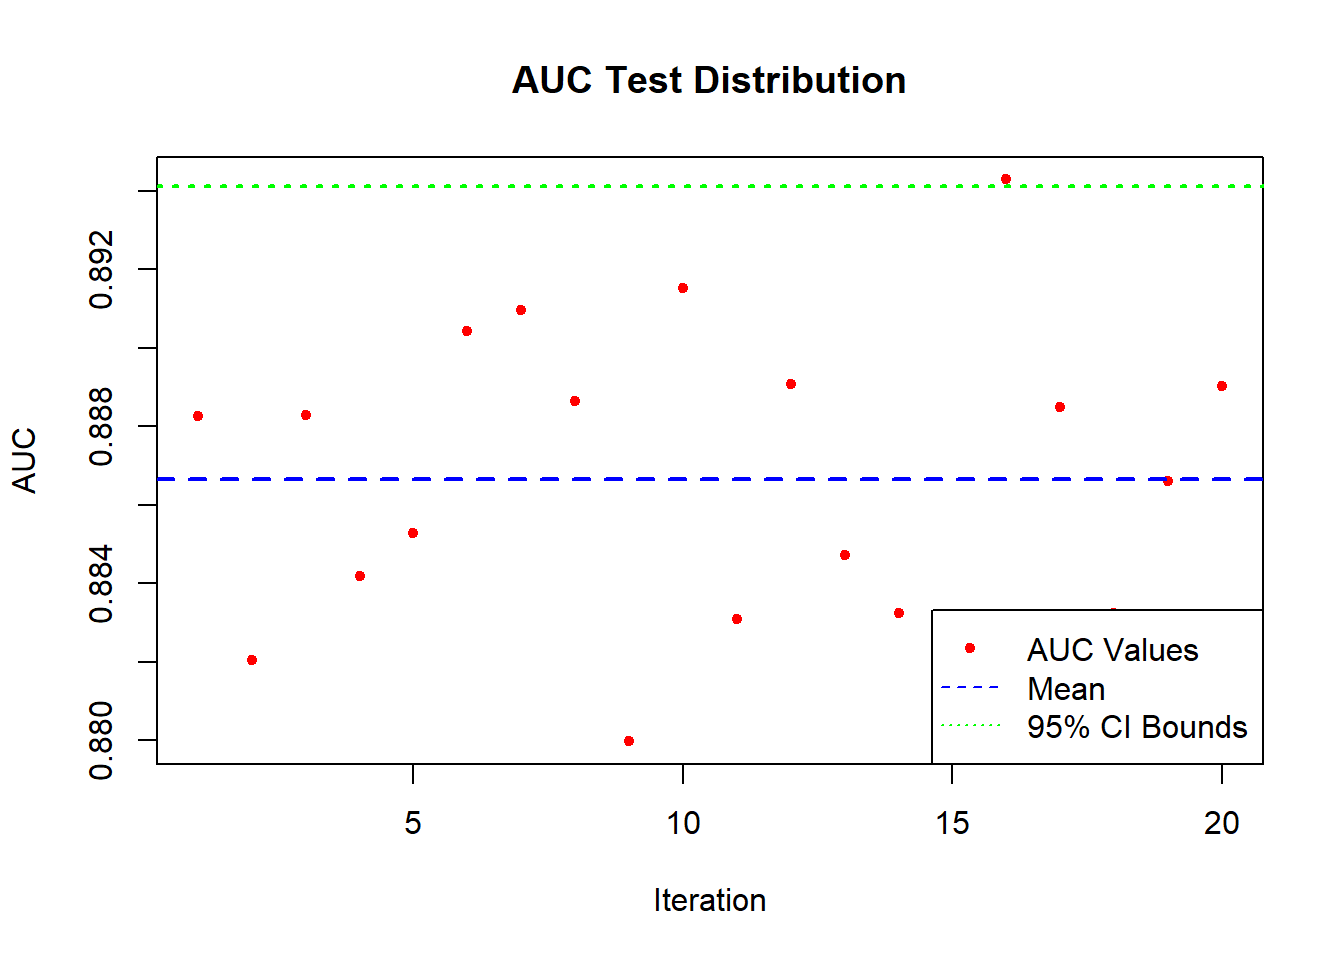 AUC Test Distribution
AUC
0.892
0.888
0.884
0.880
AUC Values
Mean
95% CI Bounds
5
10
15
20
Iteration